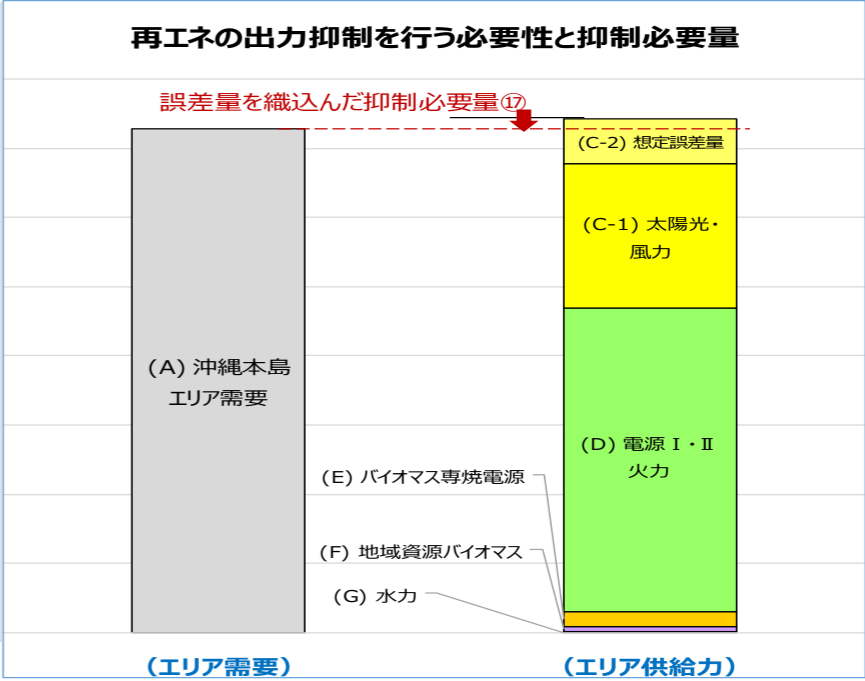 再エネの出力抑制を行う必要性と抑制必要量
誤差量を織込んだ抑制必要量⑰
(C-2) 想定誤差量
(C-1) 太陽光・
風力
(A) 沖縄本島
エリア需要
(D) 電源Ⅰ・Ⅱ
火力
(E) バイオマス専焼電源
(F) 地域資源バイオマス
(G) 水力
(エリア需要)
(エリア供給力)